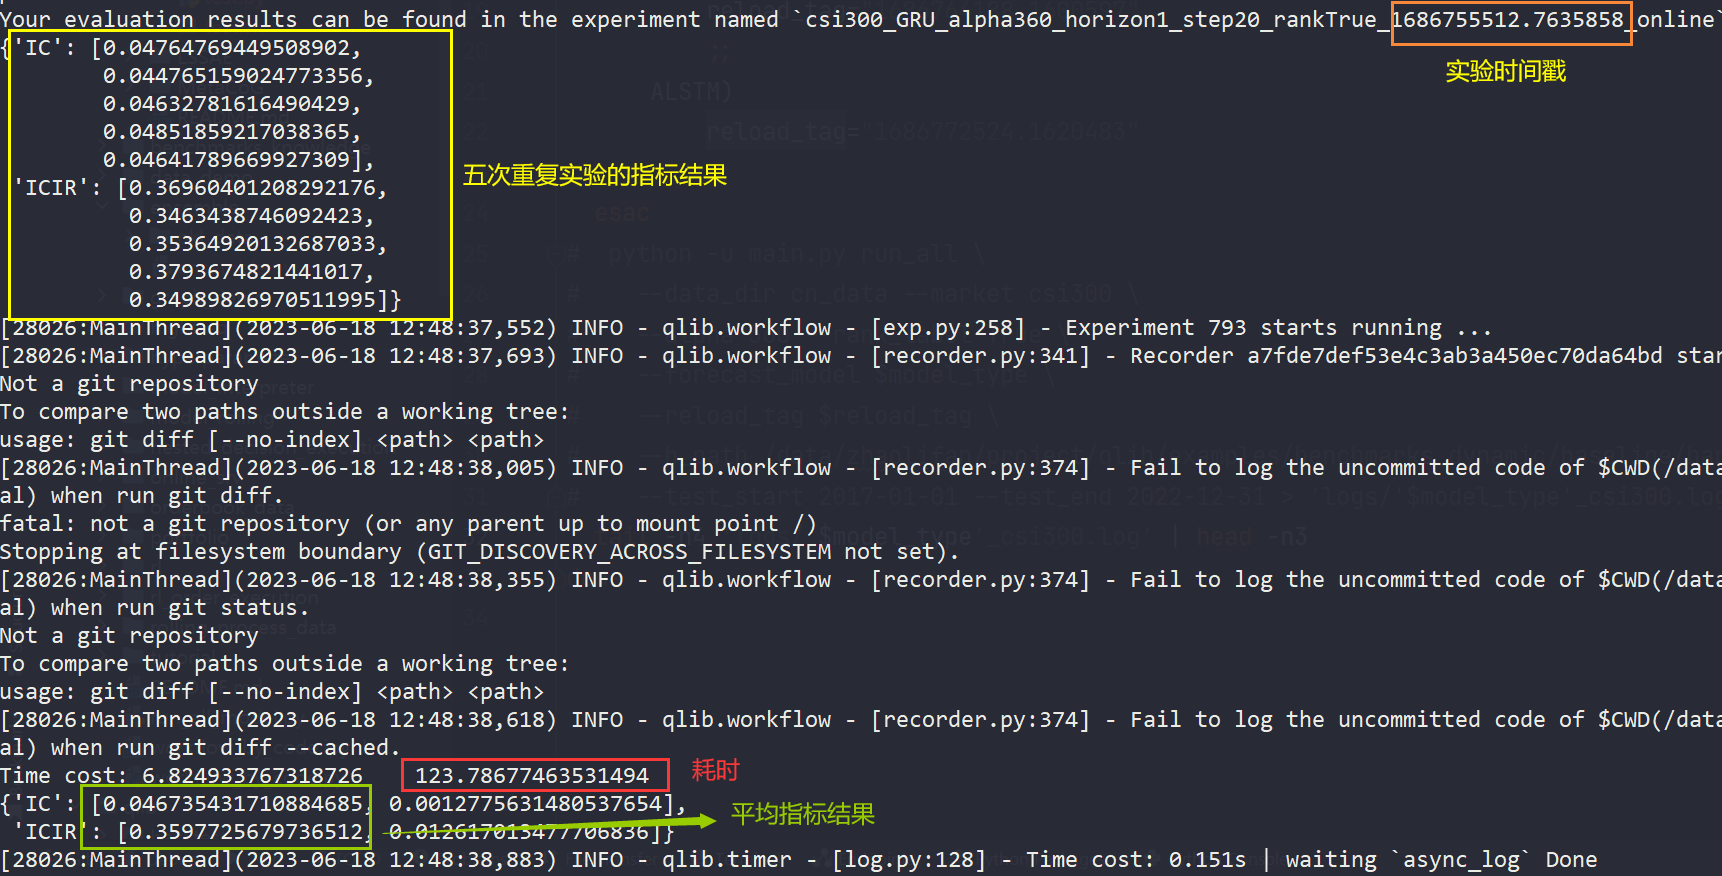 Your evaluation results can be found in the experiment named `csi300_GRU_alpha360_horizon1_step20_rankTrue_1686755512.7635858_online`
实验时间戳
{'IC': [0.04764769449508902,
0.044765159024773356,
0.04632781616490429,
0.04851859217038365,
0.04641789669927309],
'ICIR': [0.36960401208292176,
0.3463438746092423,
0.35364920132687033,
0.3793674821441017,
0.34989826970511995]}
五次重复实验的指标结果
[28026:MainThread](2023-06-18 12:48:37,552) INFO - qlib.workflow - [exp.py:258] - Experiment 793 starts running ...
[28026:MainThread](2023-06-18 12:48:37,693) INFO - qlib.workflow - [recorder.py:341] - Recorder a7fde7def53e4c3ab3a450ec70da64bd star
Not a git repository
To compare two paths outside a working tree:
usage: git diff [--no-index] <path> <path>
[28026:MainThread](2023-06-18 12:48:38,005) INFO - qlib.workflow - [recorder.py:374] - Fail to log the uncommitted code of $CWD(/data
al) when run git diff.
fatal: not a git repository (or any parent up to mount point /)
Stopping at filesystem boundary (GIT_DISCOVERY_ACROSS_FILESYSTEM not set).
[28026:MainThread](2023-06-18 12:48:38,355) INFO - qlib.workflow - [recorder.py:374] - Fail to log the uncommitted code of $CWD(/data
al) when run git status.
Not a git repository
To compare two paths outside a working tree:
usage: git diff [--no-index] <path> <path>
[28026:MainThread](2023-06-18 12:48:38,618) INFO - qlib.workflow - [recorder.py:374] - Fail to log the uncommitted code of $CWD(/data
al) when run git diff --cached.
Time cost: 6.824933767318726 123.78677463531494 耗时
{'IC': [0.046735431710884685, 0.0012775631480537654],
'ICIR': [0.3597725679736512, 0.012617013477706836]}
平均指标结果
[28026:MainThread](2023-06-18 12:48:38,883) INFO - qlib.timer - [log.py:128] - Time cost: 0.151s | waiting `async_log` Done